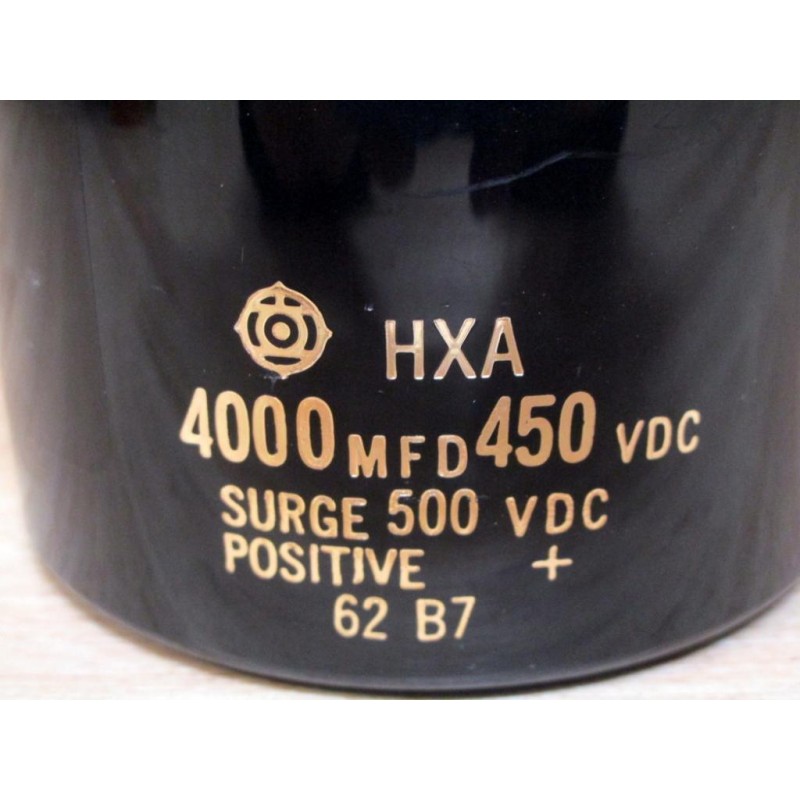 HXA
4000 MFD 450 VDC
SURGE 500 VDC
POSITIVE +
62 B7